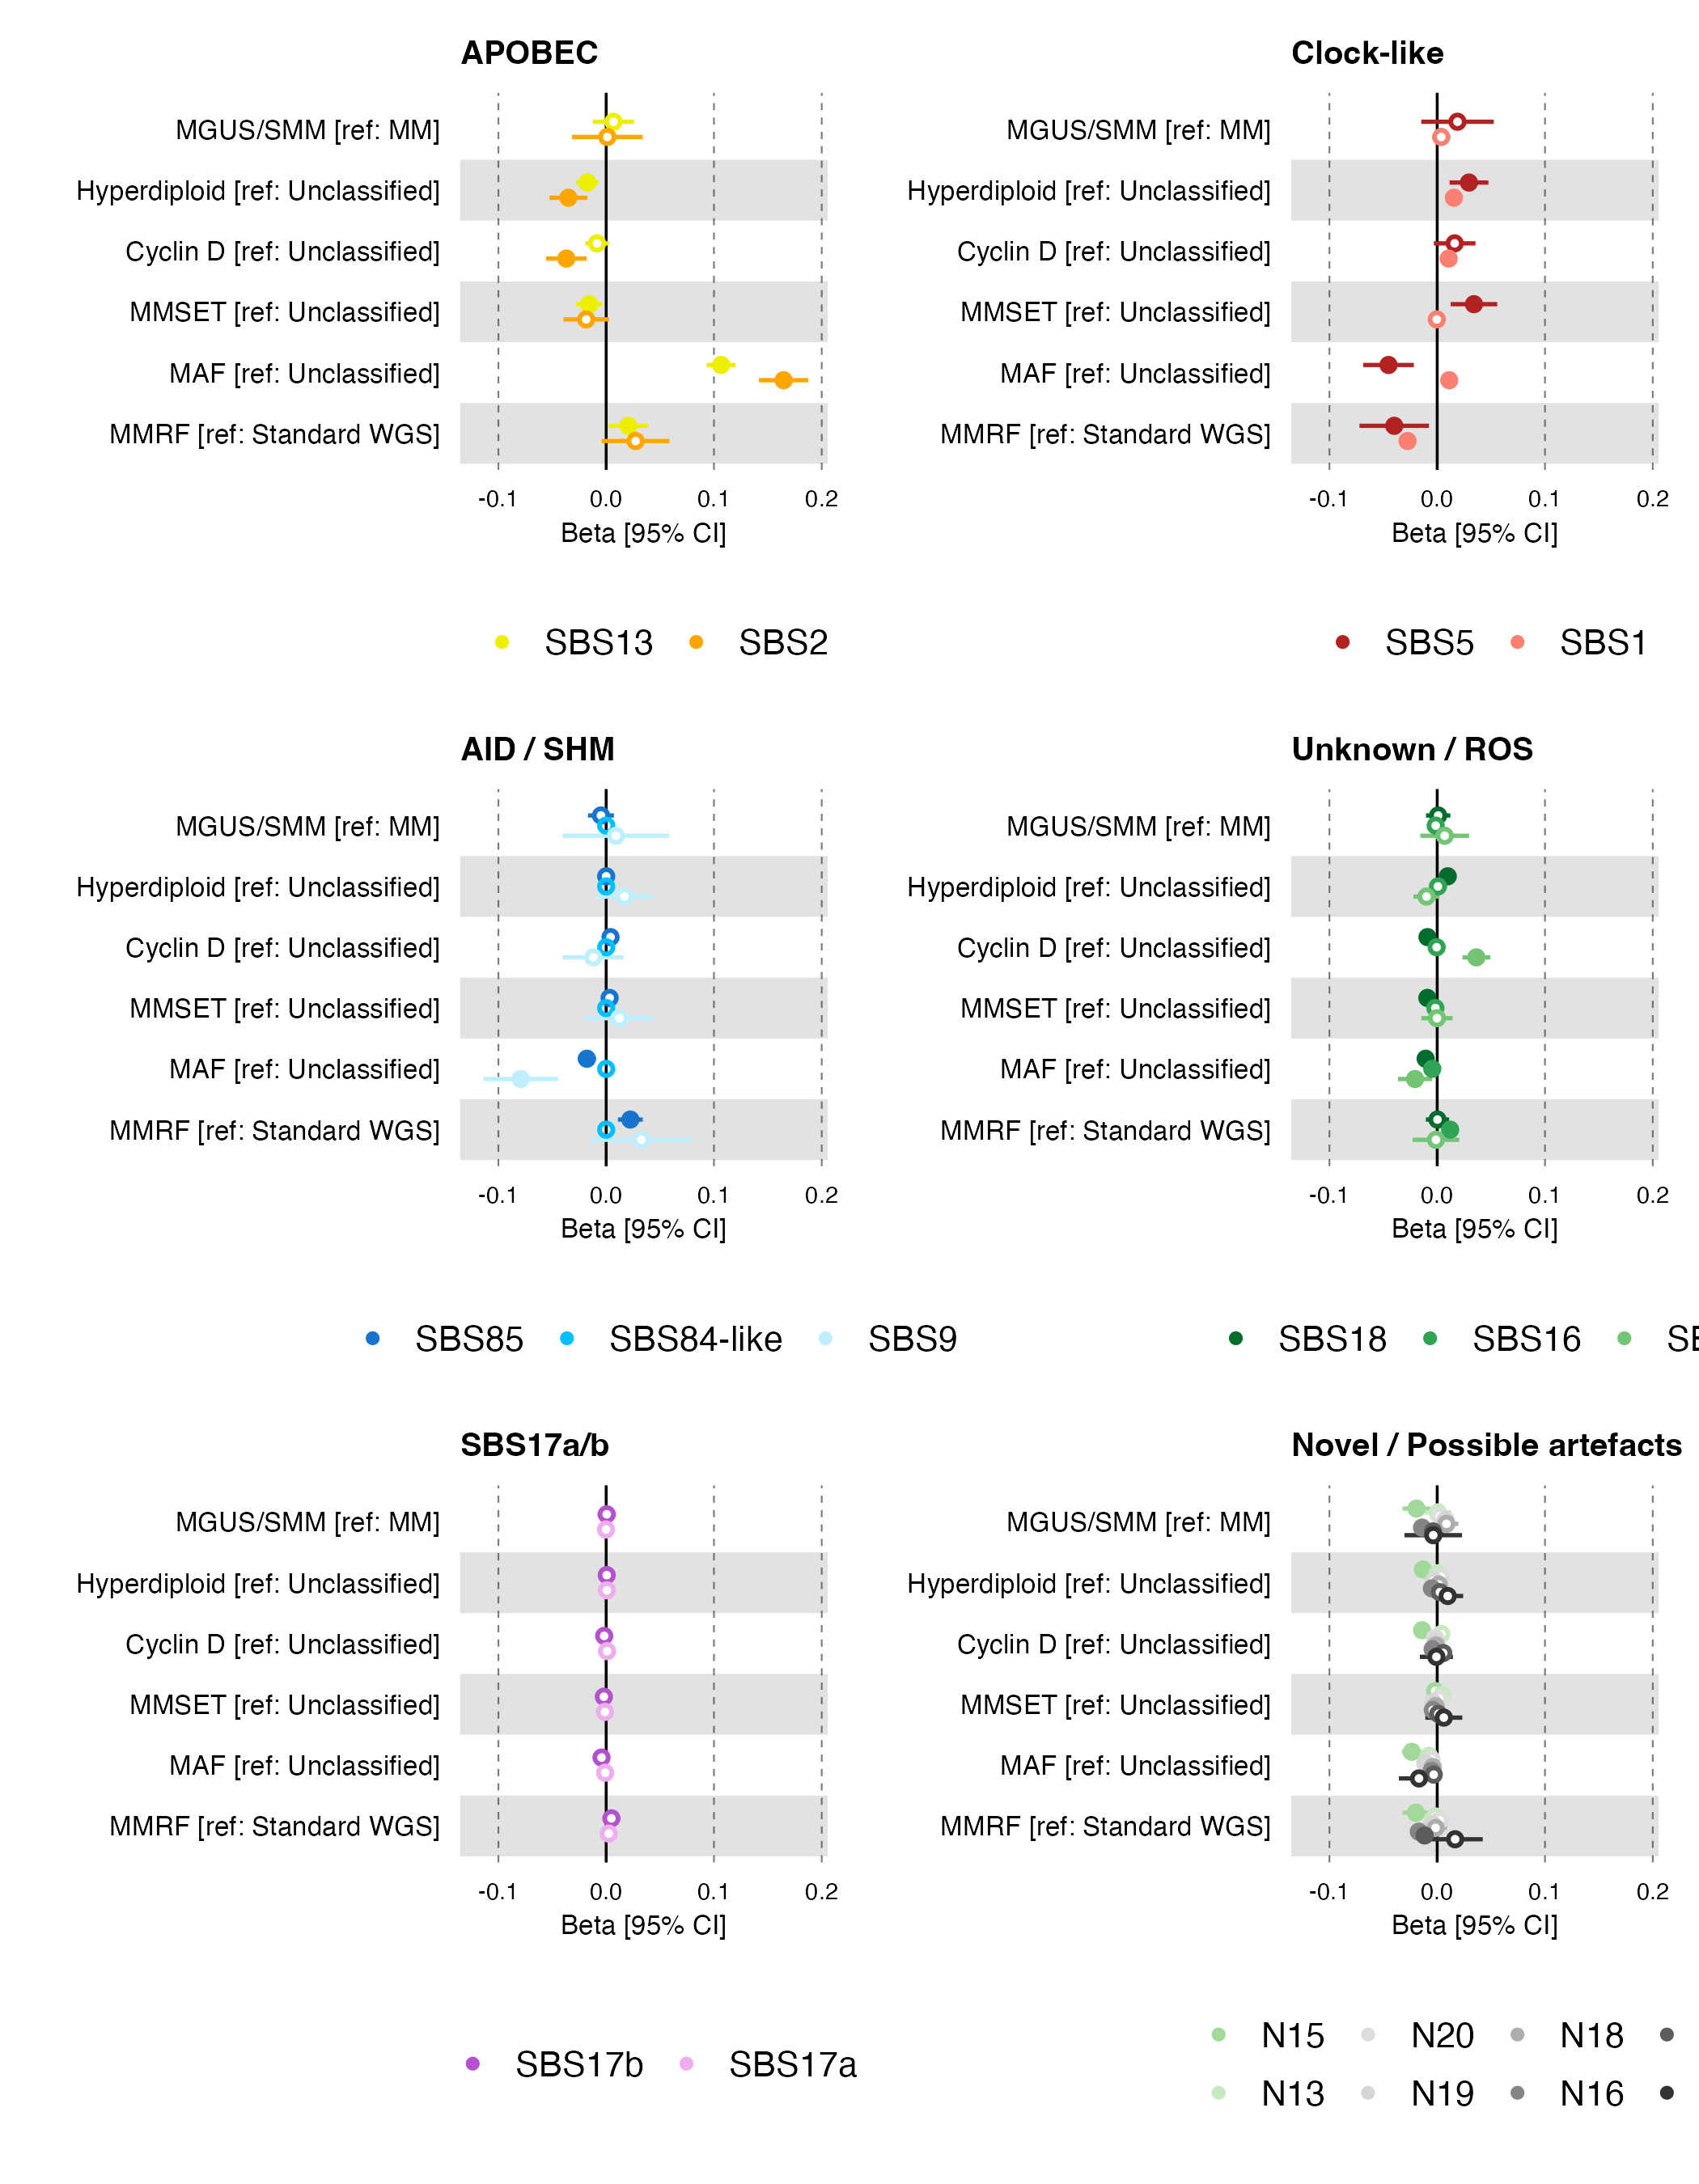 APOBEC
MGUS/SMM [ref: MM]
Hyperdiploid [ref: Unclassified]
Cyclin D [ref: Unclassified]
MMSET [ref: Unclassified]
MAF [ref: Unclassified]
MMRF [ref: Standard WGS]
-0.1 0.0 0.1 0.2
Beta [95% CI]
SBS13 SBS2
Clock-like
MGUS/SMM [ref: MM]
Hyperdiploid [ref: Unclassified]
Cyclin D [ref: Unclassified]
MMSET [ref: Unclassified]
MAF [ref: Unclassified]
MMRF [ref: Standard WGS]
-0.1 0.0 0.1 0.2
Beta [95% CI]
SBS5 SBS1
AID / SHM
MGUS/SMM [ref: MM]
Hyperdiploid [ref: Unclassified]
Cyclin D [ref: Unclassified]
MMSET [ref: Unclassified]
MAF [ref: Unclassified]
MMRF [ref: Standard WGS]
-0.1 0.0 0.1 0.2
Beta [95% CI]
SBS85 SBS84-like SBS9
Unknown / ROS
MGUS/SMM [ref: MM]
Hyperdiploid [ref: Unclassified]
Cyclin D [ref: Unclassified]
MMSET [ref: Unclassified]
MAF [ref: Unclassified]
MMRF [ref: Standard WGS]
-0.1 0.0 0.1 0.2
Beta [95% CI]
SBS18 SBS16
SBS17a/b
MGUS/SMM [ref: MM]
Hyperdiploid [ref: Unclassified]
Cyclin D [ref: Unclassified]
MMSET [ref: Unclassified]
MAF [ref: Unclassified]
MMRF [ref: Standard WGS]
-0.1 0.0 0.1 0.2
Beta [95% CI]
SBS17b SBS17a
Novel / Possible artefacts
MGUS/SMM [ref: MM]
Hyperdiploid [ref: Unclassified]
Cyclin D [ref: Unclassified]
MMSET [ref: Unclassified]
MAF [ref: Unclassified]
MMRF [ref: Standard WGS]
-0.1 0.0 0.1 0.2
Beta [95% CI]
N15 N20 N18
N13 N19 N16